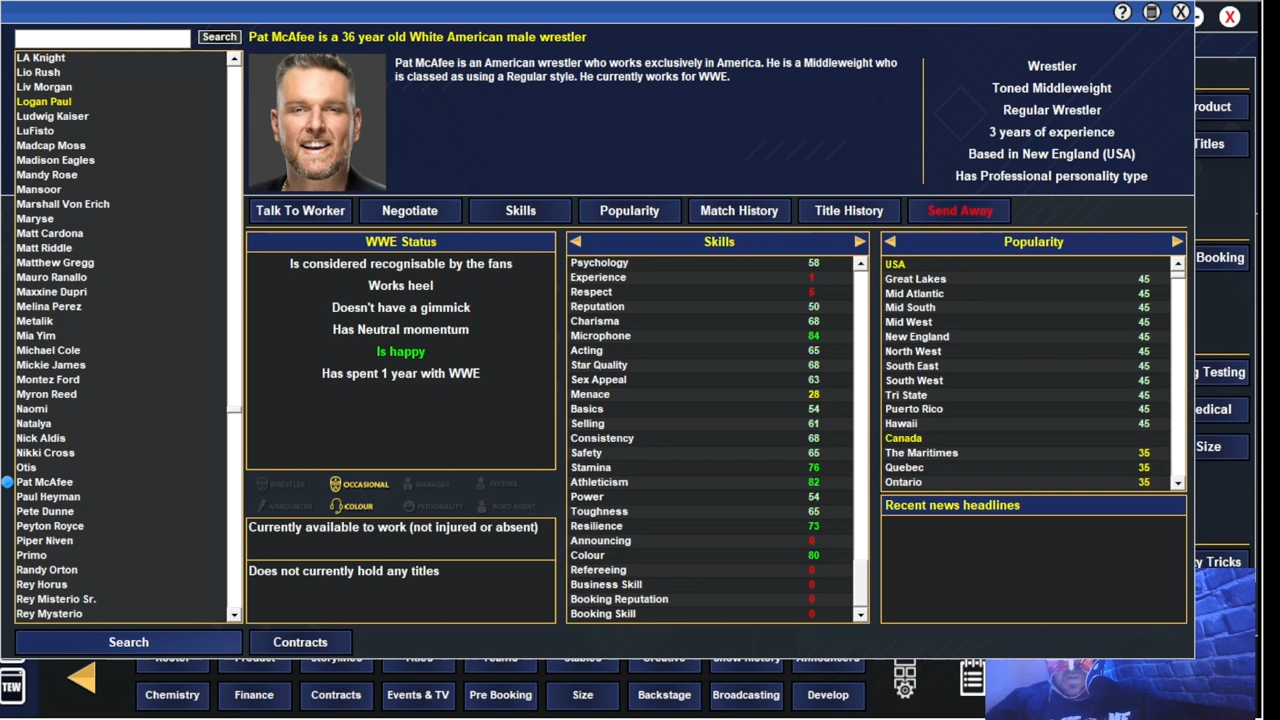 Search
Pat McAfee is a 36 year old White American male wrestler
LA Knight
Lio Rush
Liv Morgan
Logan Paul
Ludwig Kaiser
LuFisto
Madcap Moss
Madison Eagles
Mandy Rose
Mansoor
Marshall Von Erich
Maryse
Matt Cardona
Matt Riddle
Matthew Gregg
Mauro Ranallo
Maxxine Dupri
Melina Perez
Metalik
Mia Yim
Michael Cole
Mickie James
Montez Ford
Myron Reed
Naomi
Natalya
Nick Aldis
Nikki Cross
Otis
Pat McAfee
Paul Heyman
Pete Dunne
Peyton Royce
Piper Niven
Primo
Randy Orton
Rey Horus
Rey Misterio Sr.
Rey Mysterio
Search
Contracts
Pat McAfee is an American wrestler who works exclusively in America. He is a Middleweight who
is classed as using a Regular style. He currently works for WWE.
Wrestler
Toned Middleweight
Regular Wrestler
3 years of experience
Based in New England (USA)
Has Professional personality type
Talk To Worker
Negotiate
Skills
Popularity
Match History
Title History
Send Away
WWE Status
Is considered recognisable by the fans
Works heel
Doesn't have a gimmick
Has Neutral momentum
Is happy
Has spent 1 year with WWE
WRESTLER OCCASIONAL MANAGER REFEREE
ANNOUNCER COLOUR PERSONALITY ROAD AGENT
Currently available to work (not injured or absent)
Does not currently hold any titles
Skills
Psychology 58
Experience 1
Respect 5
Reputation 50
Charisma 68
Microphone 84
Acting 65
Star Quality 68
Sex Appeal 63
Menace 28
Basics 54
Selling 61
Consistency 68
Safety 65
Stamina 76
Athleticism 82
Power 54
Toughness 65
Resilience 73
Announcing 0
Colour 80
Refereeing 0
Business Skill 0
Booking Reputation 0
Booking Skill 0
Popularity
USA
Great Lakes 45
Mid Atlantic 45
Mid South 45
Mid West 45
New England 45
North West 45
South East 45
South West 45
Tri State 45
Puerto Rico 45
Hawaii 45
Canada
The Maritimes 35
Quebec 35
Ontario 35
Recent news headlines
Titles
Booking
Testing
Size
Tricks
TEW
Chemistry
Finance
Contracts
Events & TV
Pre Booking
Size
Backstage
Broadcasting
Develop